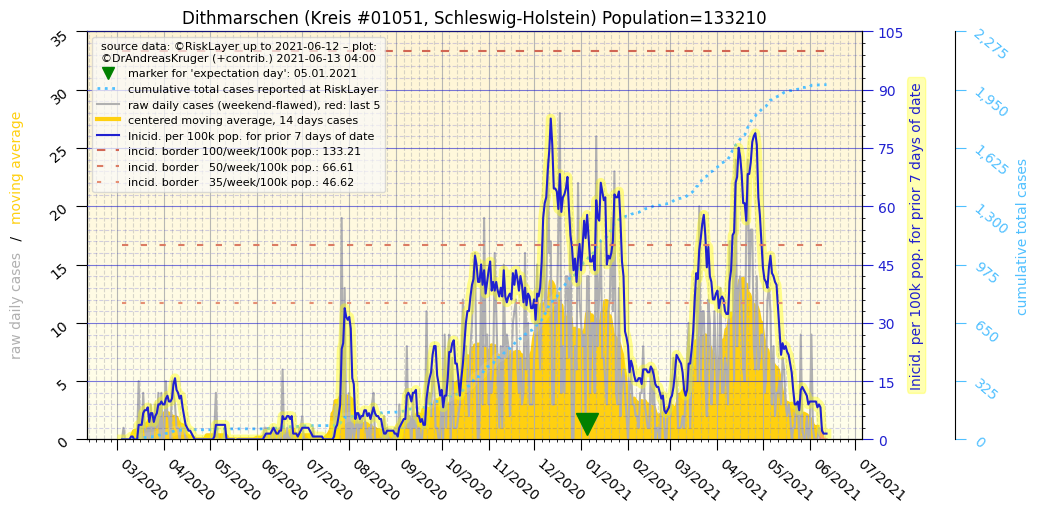 Dithmarschen (Kreis #01051, Schleswig-Holstein) Population=133210
source data: ©RiskLayer up to 2021-06-12 – plot:
©DrAndreasKruger (+contrib.) 2021-06-13 04:00
marker for 'expectation day': 05.01.2021
cumulative total cases reported at RiskLayer
raw daily cases (weekend-flawed), red: last 5
centered moving average, 14 days cases
Inicid. per 100k pop. for prior 7 days of date
incid. border 100/week/100k pop.: 133.21
incid. border 50/week/100k pop.: 66.61
incid. border 35/week/100k pop.: 46.62
raw daily cases / moving average
35
30
25
20
15
10
5
0
105
90
75
60
45
30
15
0
Inicid. per 100k pop. for prior 7 days of date
2,275
1,950
1,625
1,300
975
650
325
0
cumulative total cases
03/2020
04/2020
05/2020
06/2020
07/2020
08/2020
09/2020
10/2020
11/2020
12/2020
01/2021
02/2021
03/2021
04/2021
05/2021
06/2021
07/2021